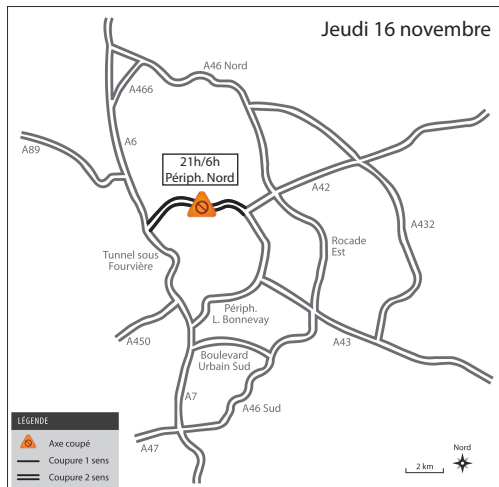 Jeudi 16 novembre
A46 Nord
A466
A6
A89
21h/6h
Périph. Nord
A42
A432
Rocade
Est
Tunnel sous
Fourvière
Périph.
L. Bonnevay
A450
A43
Boulevard
Urbain Sud
A7
A46 Sud
A47
LÉGENDE
Axe coupé
Coupure 1 sens
Coupure 2 sens
Nord
2 km